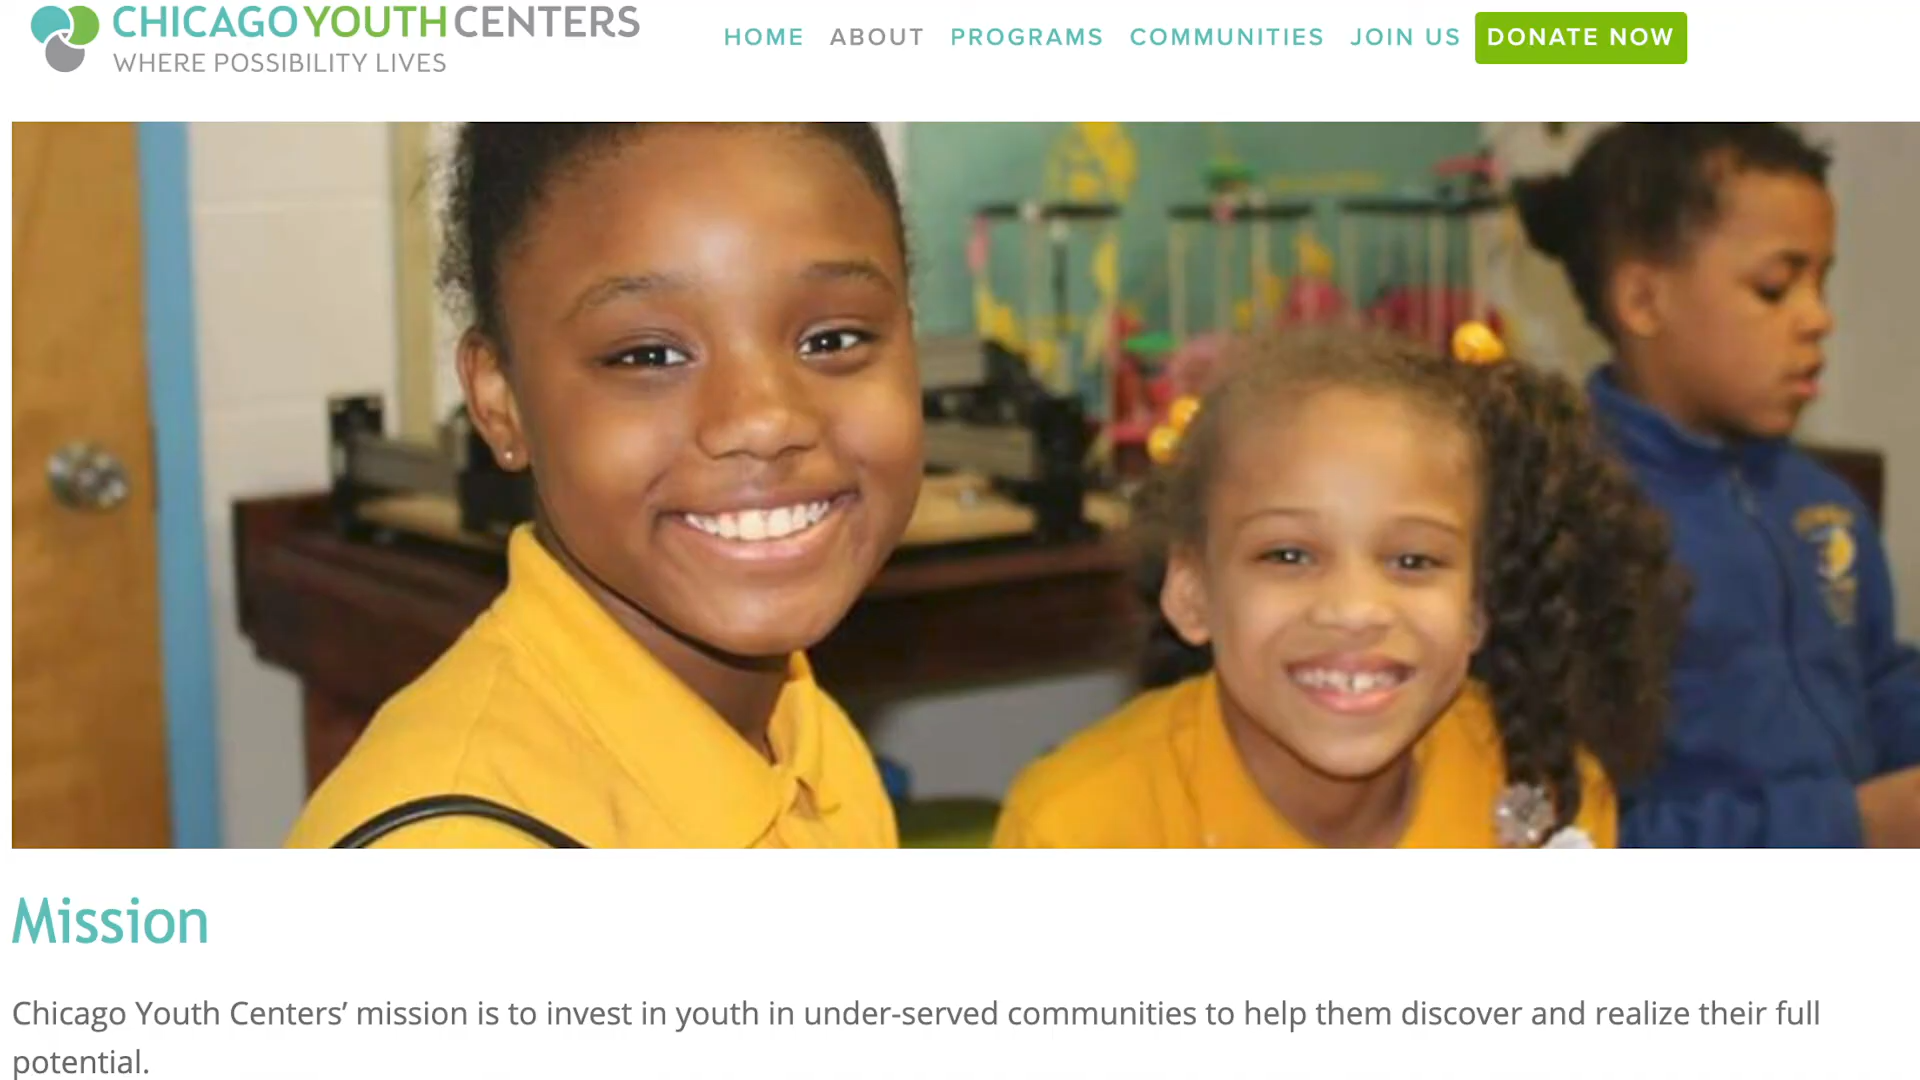 CHICAGO YOUTH CENTERS
WHERE POSSIBILITY LIVES
HOME ABOUT PROGRAMS COMMUNITIES JOIN US DONATE NOW
Mission
Chicago Youth Centers’ mission is to invest in youth in under-served communities to help them discover and realize their full
potential.